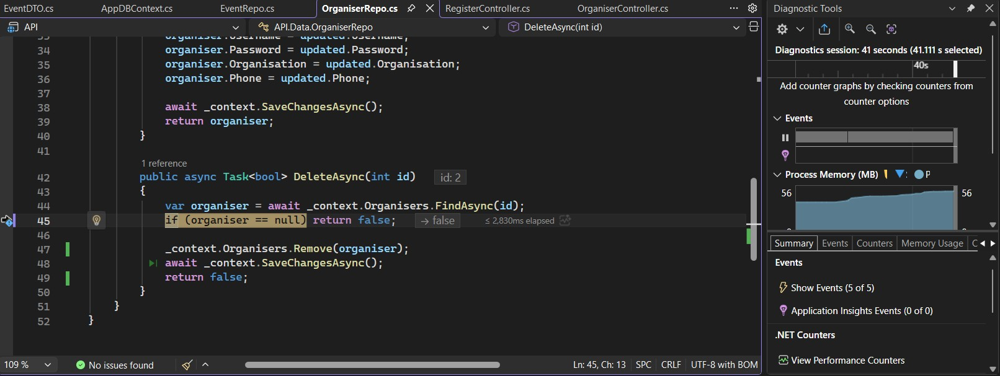 EventDTO.cs AppDBContext.cs EventRepo.cs OrganiserRepo.cs RegisterController.cs OrganiserController.cs
API API.Data.OrganiserRepo DeleteAsync(int id)
33 organiser.Username = updated.Username;
34 organiser.Password = updated.Password;
35 organiser.Organisation = updated.Organisation;
36 organiser.Phone = updated.Phone;
37
38 await _context.SaveChangesAsync();
39 return organiser;
40 }
41
1 reference
42 public async Task<bool> DeleteAsync(int id) id: 2
43 {
44 var organiser = await _context.Organisers.FindAsync(id);
45 if (organiser == null) return false; → false ≤ 2,830ms elapsed
46
47 _context.Organisers.Remove(organiser);
48 await _context.SaveChangesAsync();
49 return false;
50 }
51 }
52 }
109 % No issues found Ln: 45, Ch: 13 SPC CRLF UTF-8 with BOM
Diagnostic Tools
Diagnostics session: 41 seconds (41.111 s selected)
40s
Add counter graphs by checking counters from
counter options
Events
Process Memory (MB) P
56 56
Summary Events Counters Memory Usage C
Events
Show Events (5 of 5)
Application Insights Events (0 of 0)
.NET Counters
View Performance Counters